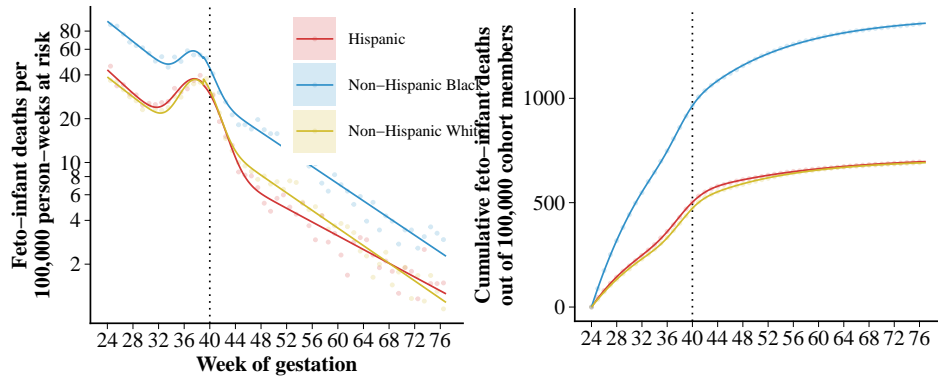 Feto−infant deaths per
100,000 person−weeks at risk
80
60
40
20
10
8
6
4
2
24 28 32 36 40 44 48 52 56 60 64 68 72 76
Week of gestation
Hispanic
Non−Hispanic Black
Non−Hispanic White
Cumulative feto−infant deaths
out of 100,000 cohort members
1000
500
0
24 28 32 36 40 44 48 52 56 60 64 68 72 76